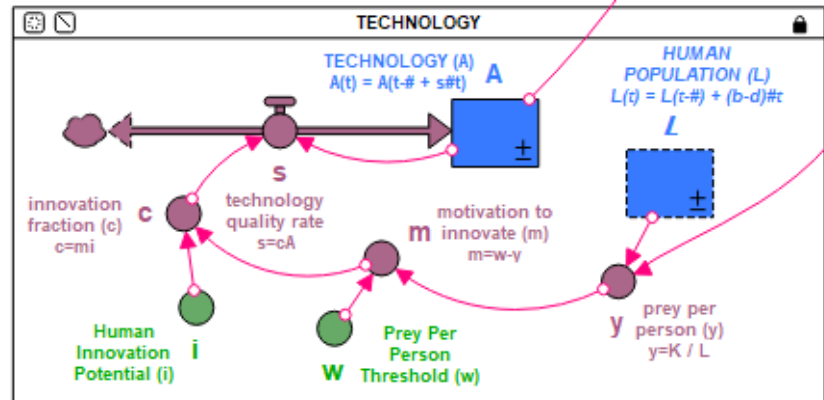 TECHNOLOGY
TECHNOLOGY (A)
A(t) = A(t-# + s#t)
A
±
HUMAN
POPULATION (L)
L(t) = L(t-#) + (b-d)#t
L
±
s
technology
quality rate
s=cA
innovation
fraction (c)
c=mi
c
m
motivation to
innovate (m)
m=w-y
y
prey per
person (y)
y=K / L
Human
Innovation
Potential (i)
i
w
Prey Per
Person
Threshold (w)